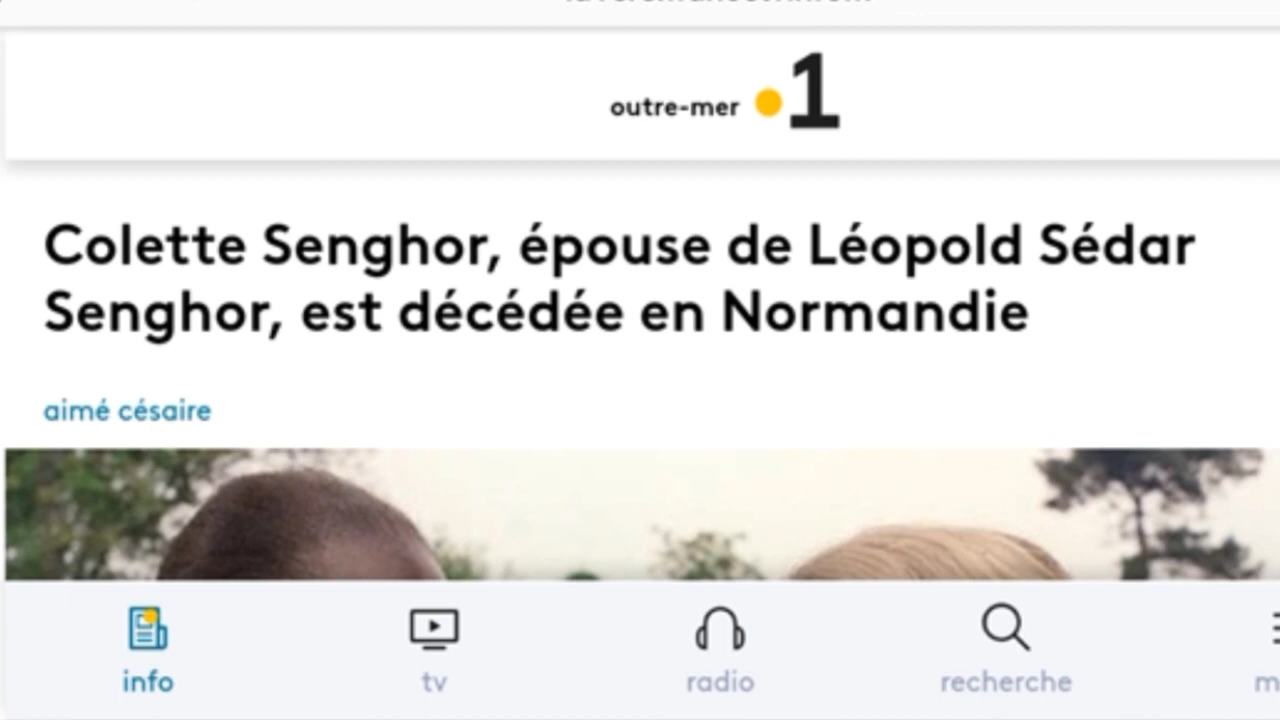 outre-mer 1
Colette Senghor, épouse de Léopold Sédar
Senghor, est décédée en Normandie
aimé césaire
info
tv
radio
recherche